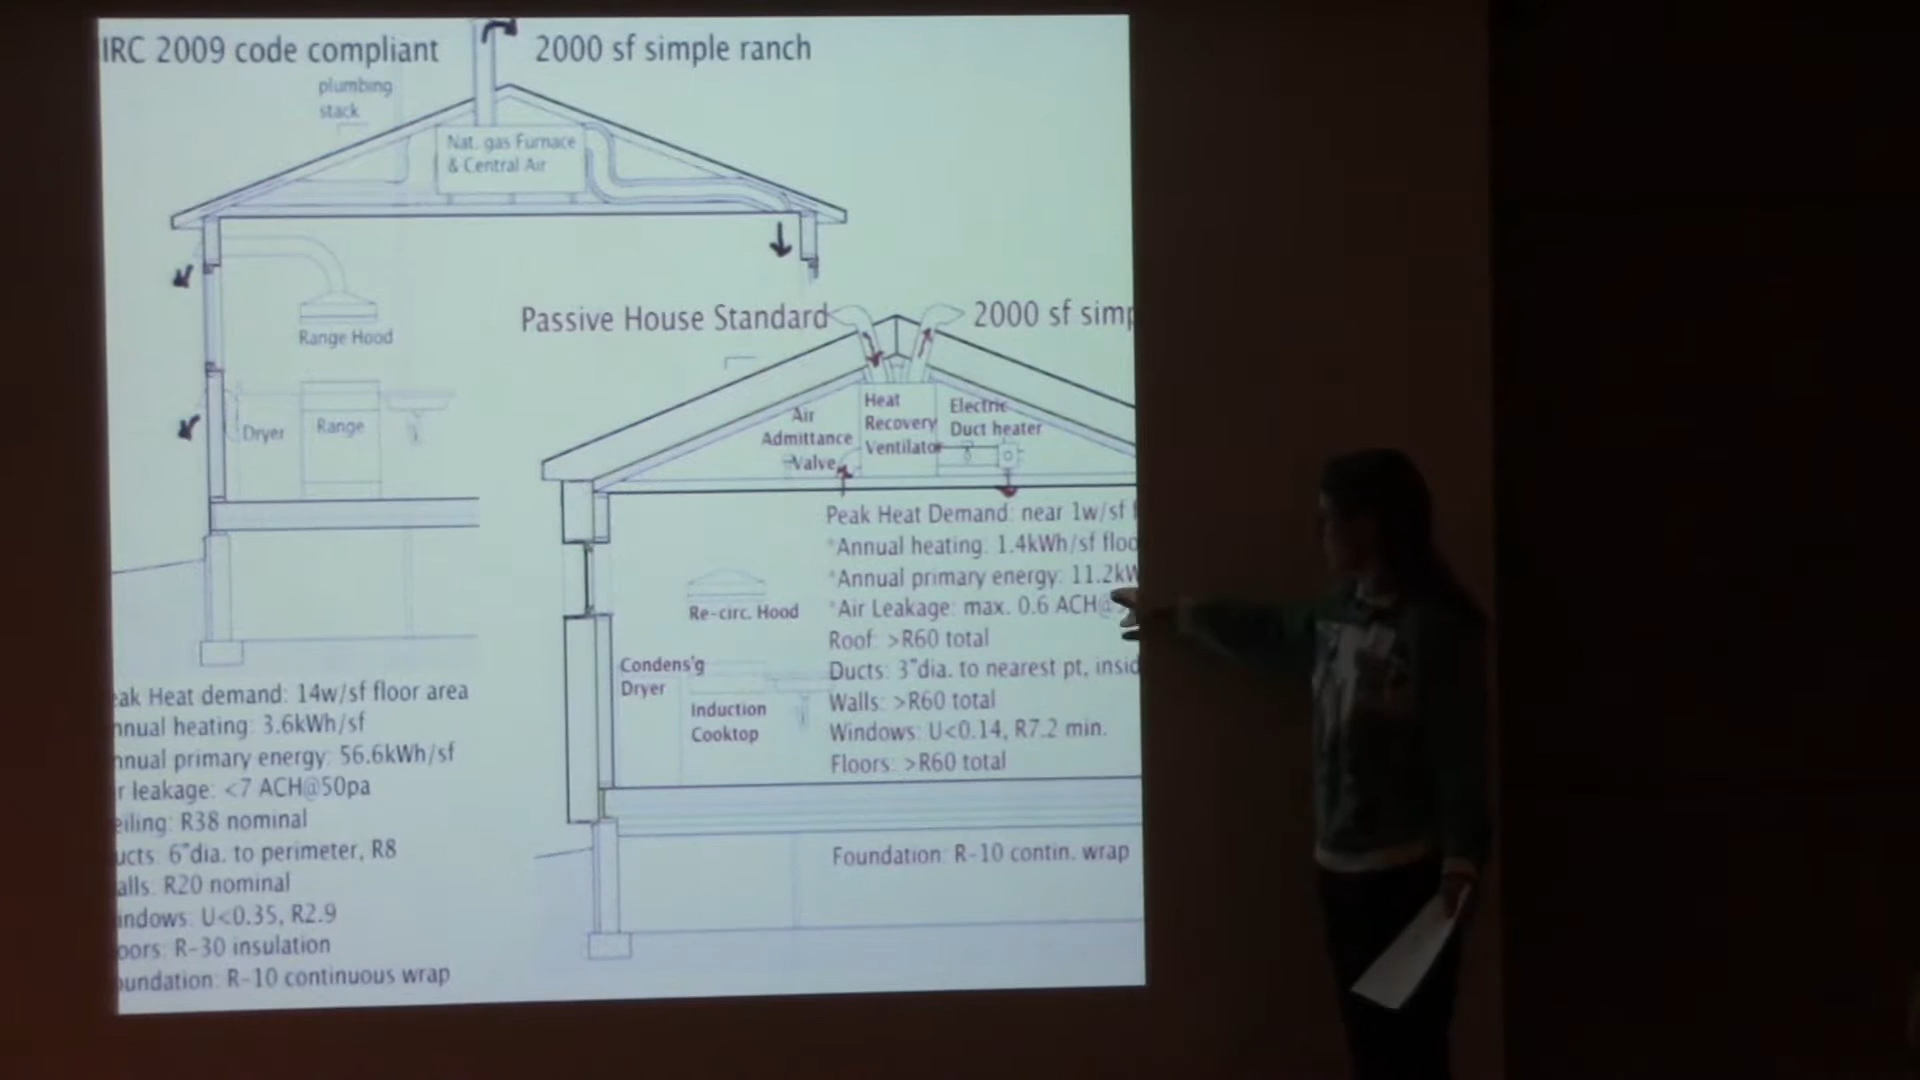 IRC 2009 code compliant
2000 sf simple ranch
plumbing
stack
Nat. gas Furnace
& Central Air
Range Hood
Dryer
Range
eak Heat demand: 14w/sf floor area
nnual heating: 3.6kWh/sf
nnual primary energy: 56.6kWh/sf
r leakage: <7 ACH@50pa
eiling: R38 nominal
ucts: 6"dia. to perimeter, R8
alls: R20 nominal
indows: U<0.35, R2.9
oors: R-30 insulation
oundation: R-10 continuous wrap
Passive House Standard
2000 sf simp
Air
Admittance
Valve
Heat
Recovery
Ventilator
Electric
Duct heater
Re-circ. Hood
Condens'g
Dryer
Induction
Cooktop
Peak Heat Demand: near 1w/sf f
*Annual heating: 1.4kWh/sf floo
*Annual primary energy: 11.2kW
*Air Leakage: max. 0.6 ACH@
Roof: >R60 total
Ducts: 3"dia. to nearest pt, insid
Walls: >R60 total
Windows: U<0.14, R7.2 min.
Floors: >R60 total
Foundation: R-10 contin. wrap